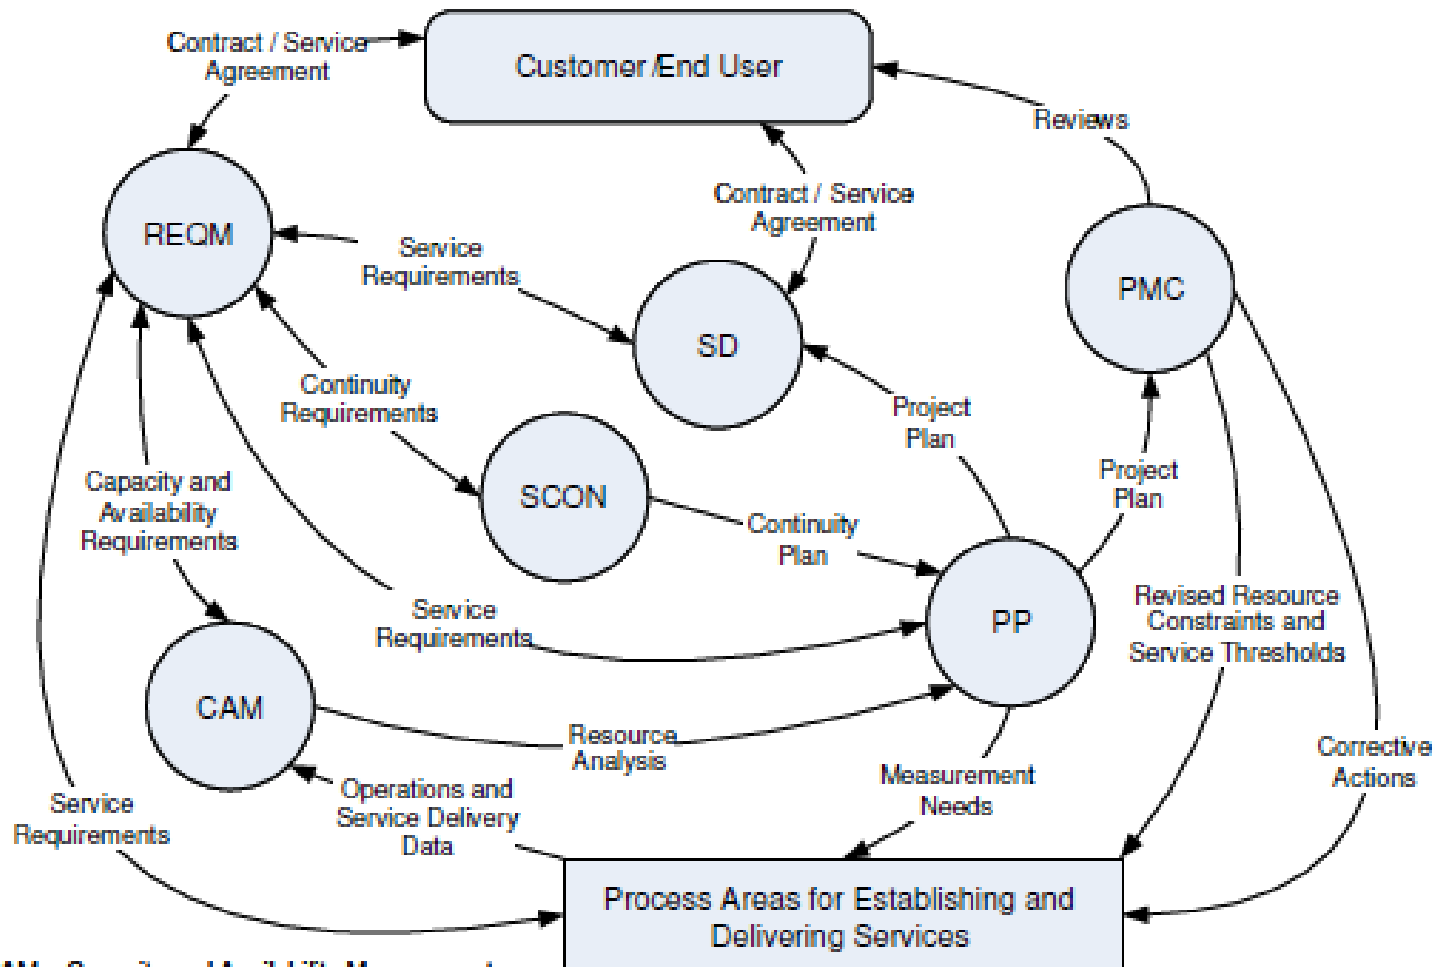 Contract / Service
Agreement
Customer/End User
Reviews
Contract / Service
Agreement
REQM
Service
Requirements
PMC
SD
Continuity
Requirements
Project
Plan
Project
Plan
Capacity and
Availability
Requirements
SCON
Continuity
Plan
Service
Requirements
PP
Revised Resource
Constraints and
Service Thresholds
CAM
Resource
Analysis
Corrective
Actions
Measurement
Needs
Operations and
Service Delivery
Data
Service
Requirements
Process Areas for Establishing and
Delivering Services